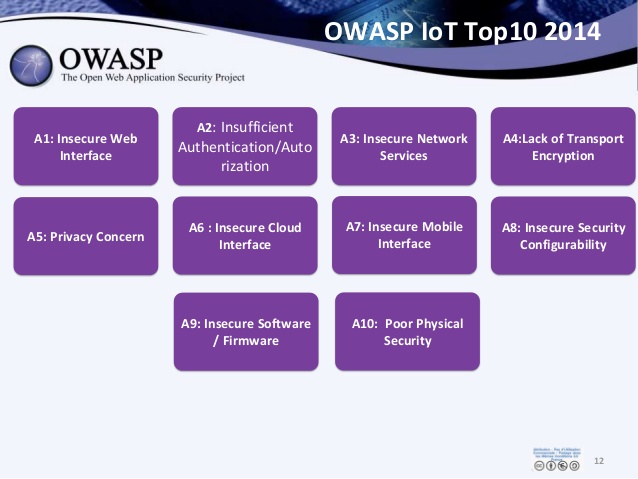 OWASP IoT Top10 2014
OWASP
The Open Web Application Security Project
A1: Insecure Web
Interface
A2: Insufficient
Authentication/Auto
rization
A3: Insecure Network
Services
A4:Lack of Transport
Encryption
A5: Privacy Concern
A6 : Insecure Cloud
Interface
A7: Insecure Mobile
Interface
A8: Insecure Security
Configurability
A9: Insecure Software
/ Firmware
A10: Poor Physical
Security
12